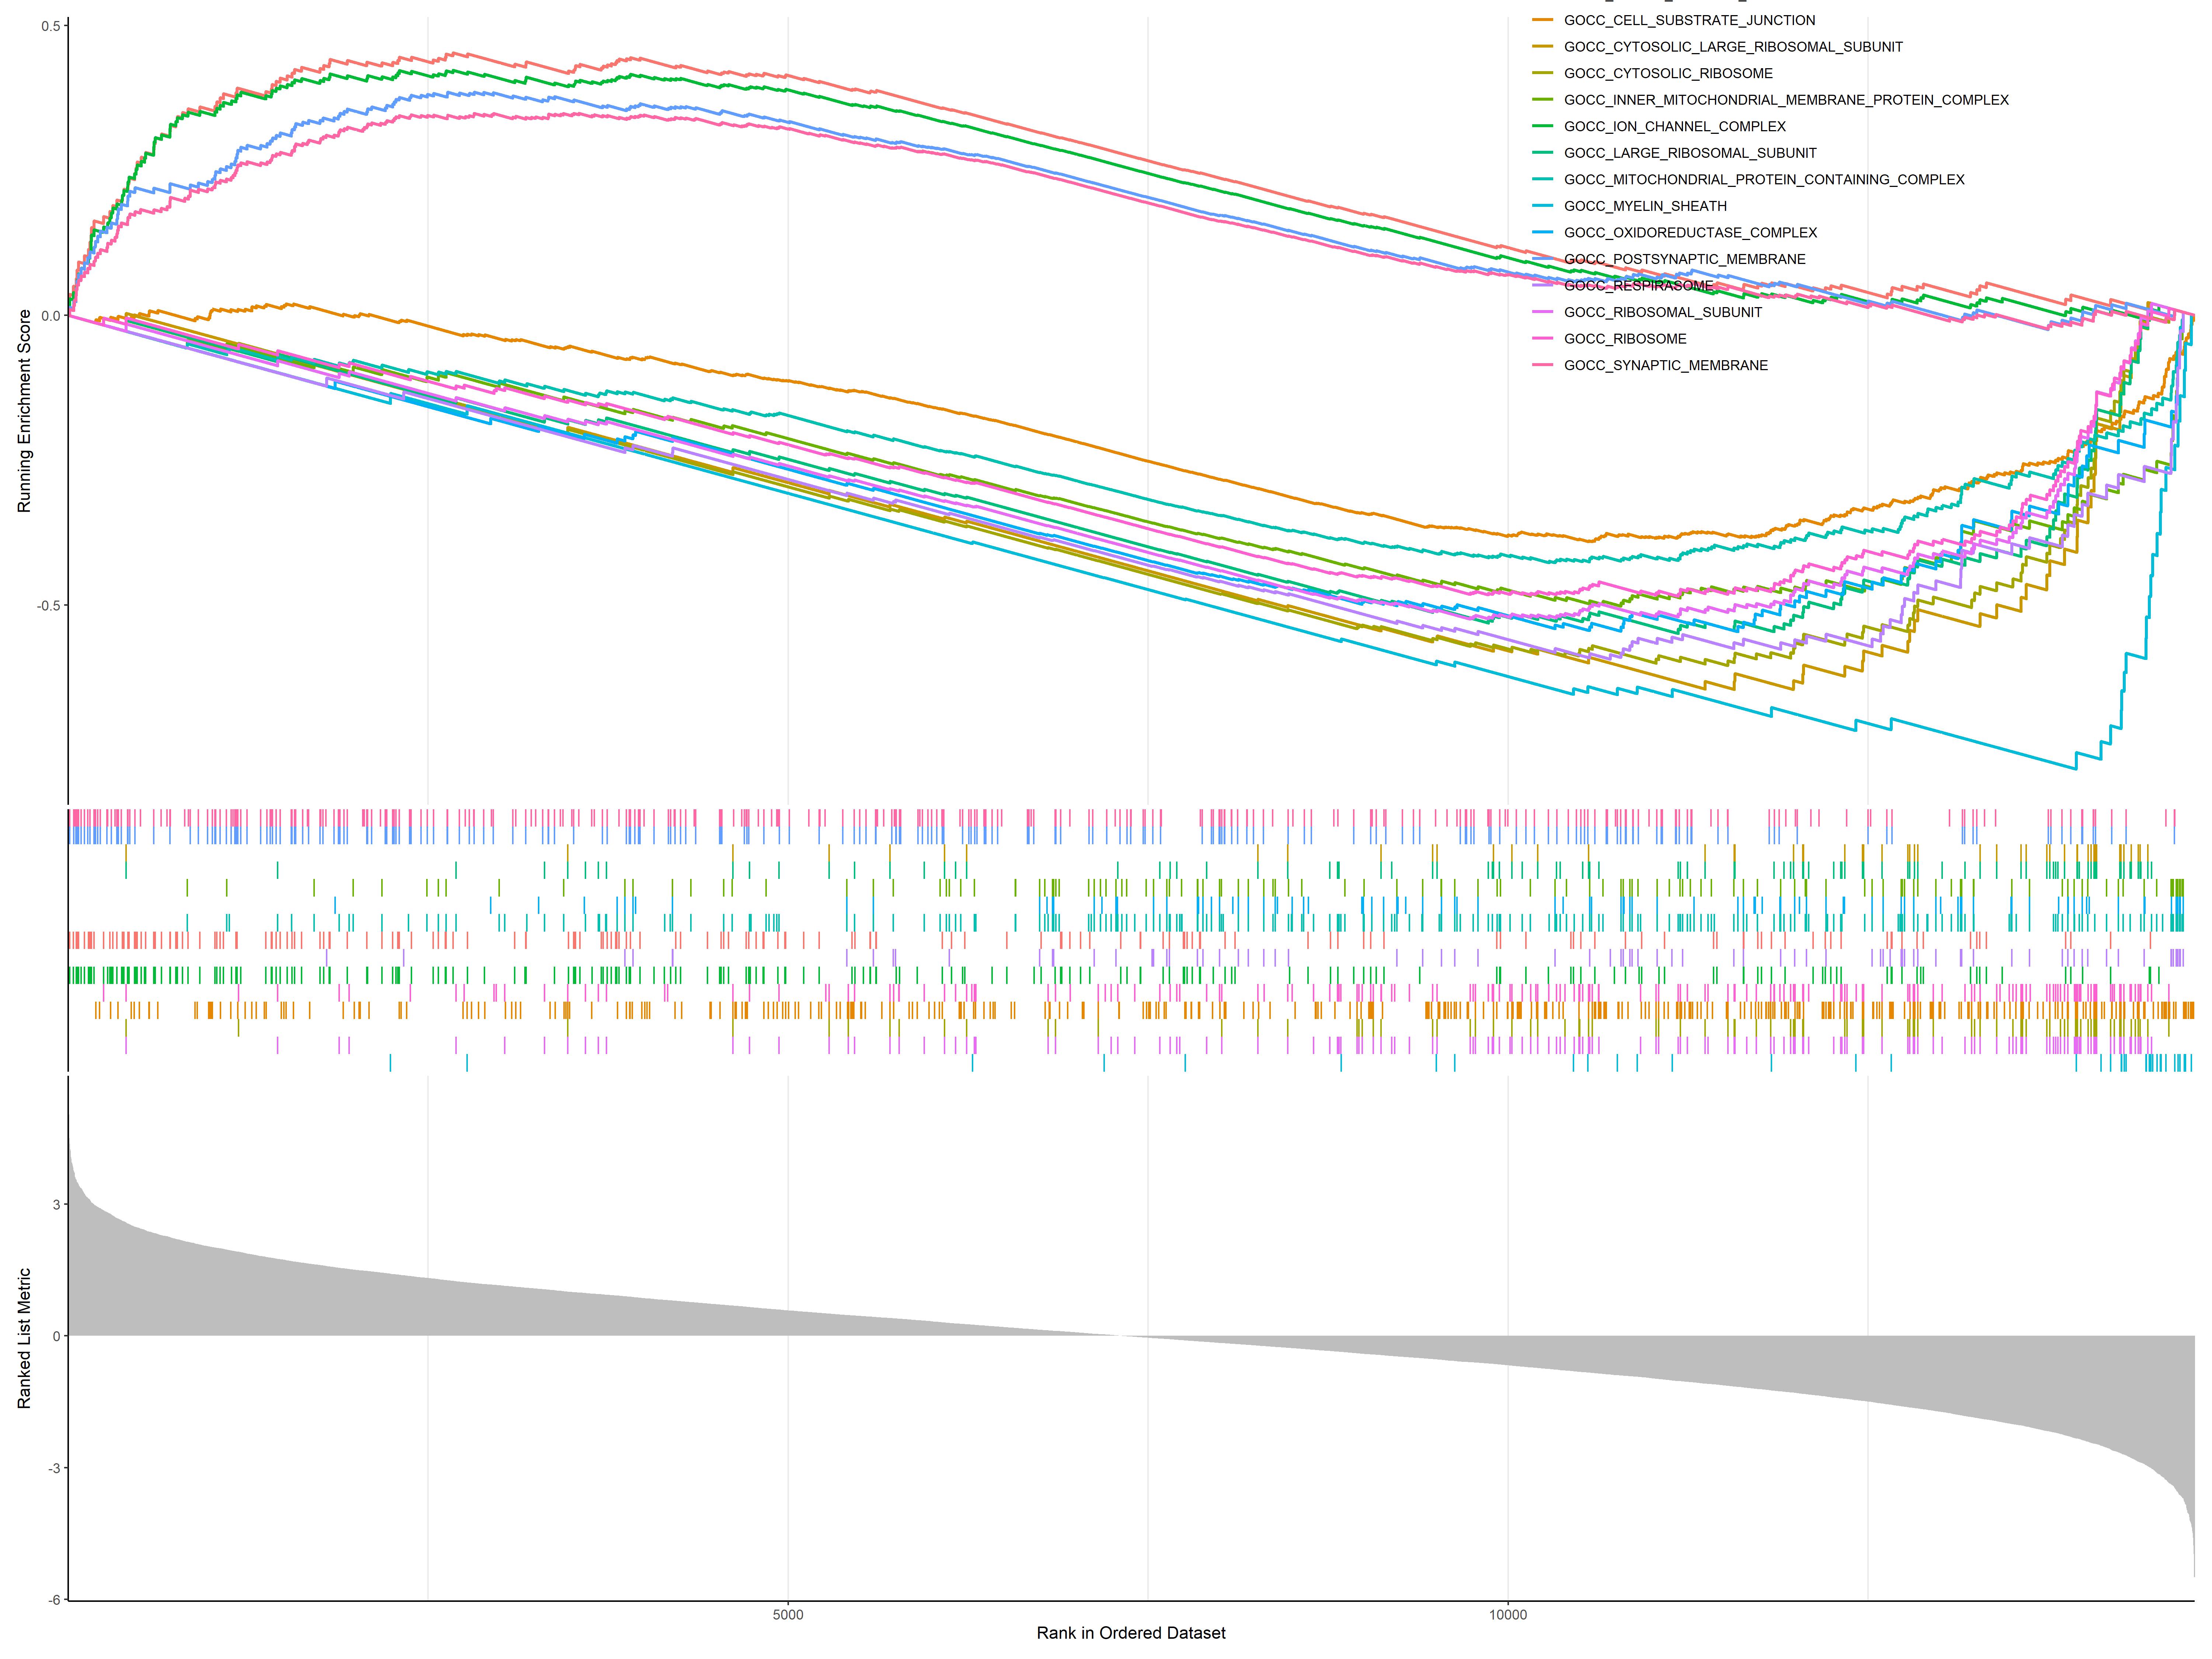 GOCC_CELL_SUBSTRATE_JUNCTION
GOCC_CYTOSOLIC_LARGE_RIBOSOMAL_SUBUNIT
GOCC_CYTOSOLIC_RIBOSOME
GOCC_INNER_MITOCHONDRIAL_MEMBRANE_PROTEIN_COMPLEX
GOCC_ION_CHANNEL_COMPLEX
GOCC_LARGE_RIBOSOMAL_SUBUNIT
GOCC_MITOCHONDRIAL_PROTEIN_CONTAINING_COMPLEX
GOCC_MYELIN_SHEATH
GOCC_OXIDOREDUCTASE_COMPLEX
GOCC_POSTSYNAPTIC_MEMBRANE
GOCC_RESPIRASOME
GOCC_RIBOSOMAL_SUBUNIT
GOCC_RIBOSOME
GOCC_SYNAPTIC_MEMBRANE
0.5
0.0
-0.5
Running Enrichment Score
3
0
-3
-6
Ranked List Metric
5000
10000
Rank in Ordered Dataset